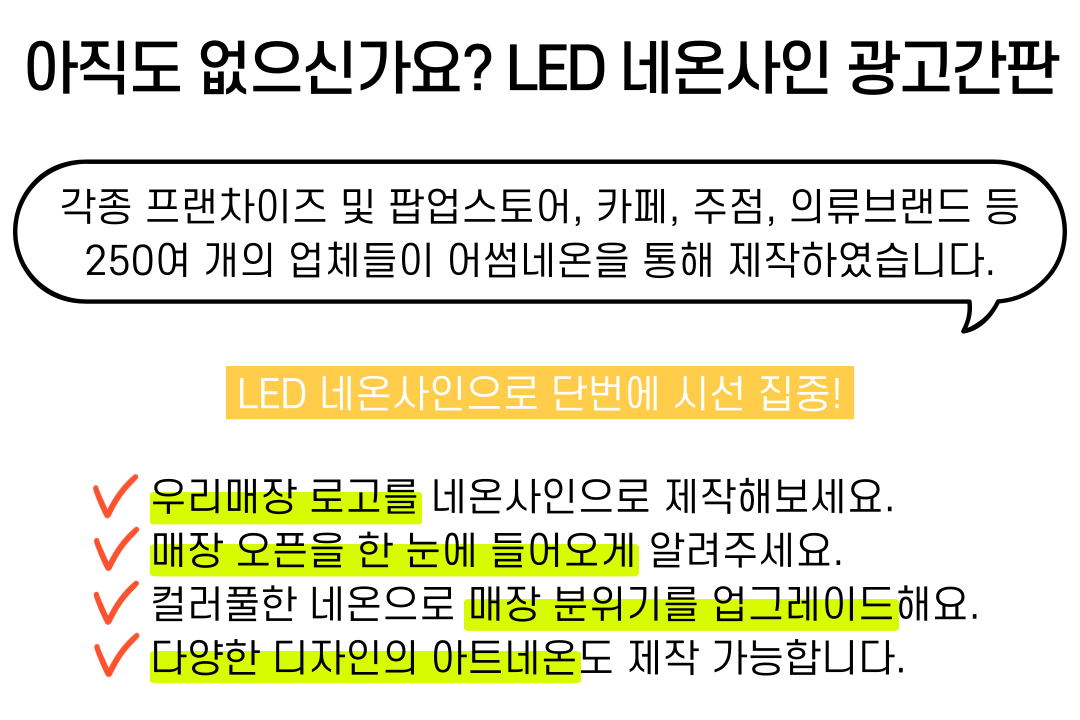 아직도 없으신가요? LED 네온사인 광고간판
각종 프랜차이즈 및 팝업스토어, 카페, 주점, 의류브랜드 등
250여 개의 업체들이 어썸네온을 통해 제작하였습니다.
LED 네온사인으로 단번에 시선 집중!
우리매장 로고를 네온사인으로 제작해보세요.
매장 오픈을 한 눈에 들어오게 알려주세요.
컬러풀한 네온으로 매장 분위기를 업그레이드해요.
다양한 디자인의 아트네온도 제작 가능합니다.